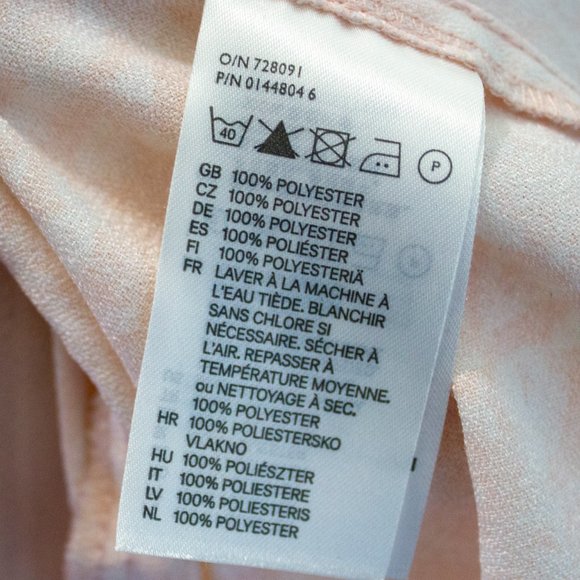 O/N 728091
P/N 0144804 6
40 P
GB 100% POLYESTER
CZ 100% POLYESTER
DE 100% POLYESTER
ES 100% POLIÉSTER
FI 100% POLYESTERIÄ
FR LAVER À LA MACHINE À
L'EAU TIÈDE. BLANCHIR
SANS CHLORE SI
NÉCESSAIRE. SÉCHER À
L'AIR. REPASSER À
TEMPÉRATURE MOYENNE.
ou NETTOYAGE À SEC.
100% POLYESTER
HR 100% POLIESTERSKO
VLAKNO
HU 100% POLIÉSZTER
IT 100% POLIESTERE
LV 100% POLIESTERIS
NL 100% POLYESTER